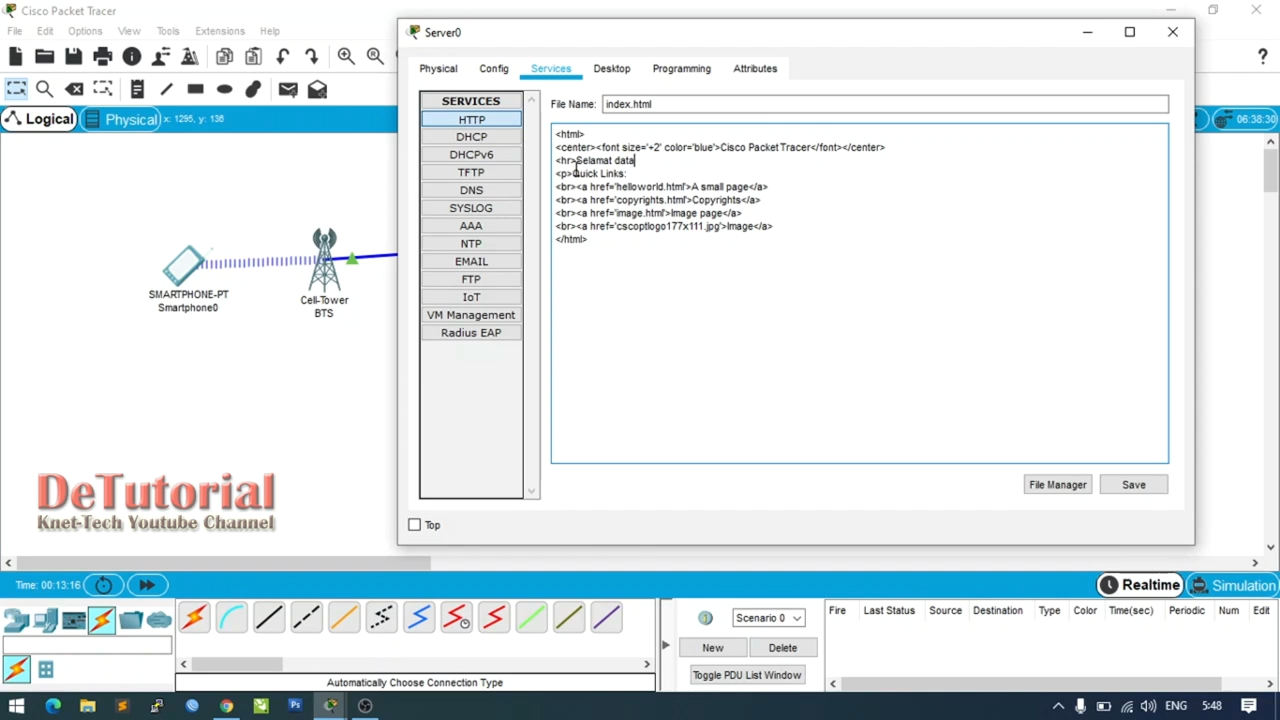 Cisco Packet Tracer
File Edit Options View Tools Extensions Help
Logical Physical x: 1295, y: 136
06:38:30
Server0
Physical Config Services Desktop Programming Attributes
SERVICES
HTTP
DHCP
DHCPv6
TFTP
DNS
SYSLOG
AAA
NTP
EMAIL
FTP
IoT
VM Management
Radius EAP
File Name: index.html
<html>
<center><font size='+2' color='blue'>Cisco Packet Tracer</font></center>
<hr>Selamat data
<p>Quick Links:
<br><a href='helloworld.html'>A small page</a>
<br><a href='copyrights.html'>Copyrights</a>
<br><a href='image.html'>Image page</a>
<br><a href='cscoptlogo177x111.jpg'>Image</a>
</html>
File Manager Save
Top
SMARTPHONE-PT
Smartphone0
Cell-Tower
BTS
DeTutorial
Knet-Tech Youtube Channel
Time: 00:13:16
Realtime Simulation
Scenario 0
New Delete
Toggle PDU List Window
Fire Last Status Source Destination Type Color Time(sec) Periodic Num Edit
Automatically Choose Connection Type
ENG 5:48